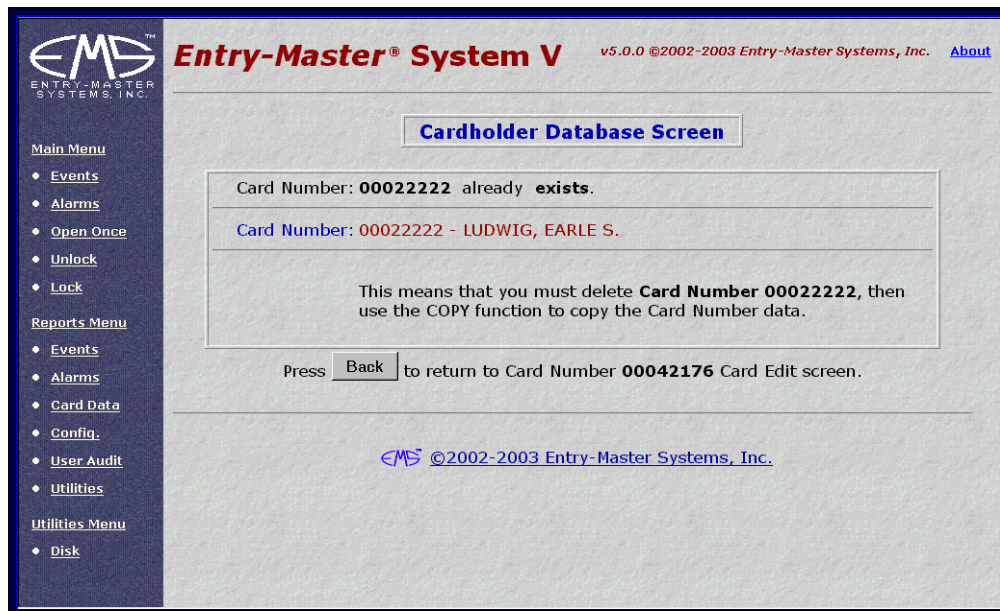 EMS™
ENTRY-MASTER
SYSTEMS, INC.
Main Menu
Events
Alarms
Open Once
Unlock
Lock
Reports Menu
Events
Alarms
Card Data
Config.
User Audit
Utilities
Utilities Menu
Disk
Entry-Master® System V v5.0.0 ©2002-2003 Entry-Master Systems, Inc. About
Cardholder Database Screen
Card Number: 00022222 already exists.
Card Number: 00022222 - LUDWIG, EARLE S.
This means that you must delete Card Number 00022222, then
use the COPY function to copy the Card Number data.
Press Back to return to Card Number 00042176 Card Edit screen.
EMS ©2002-2003 Entry-Master Systems, Inc.